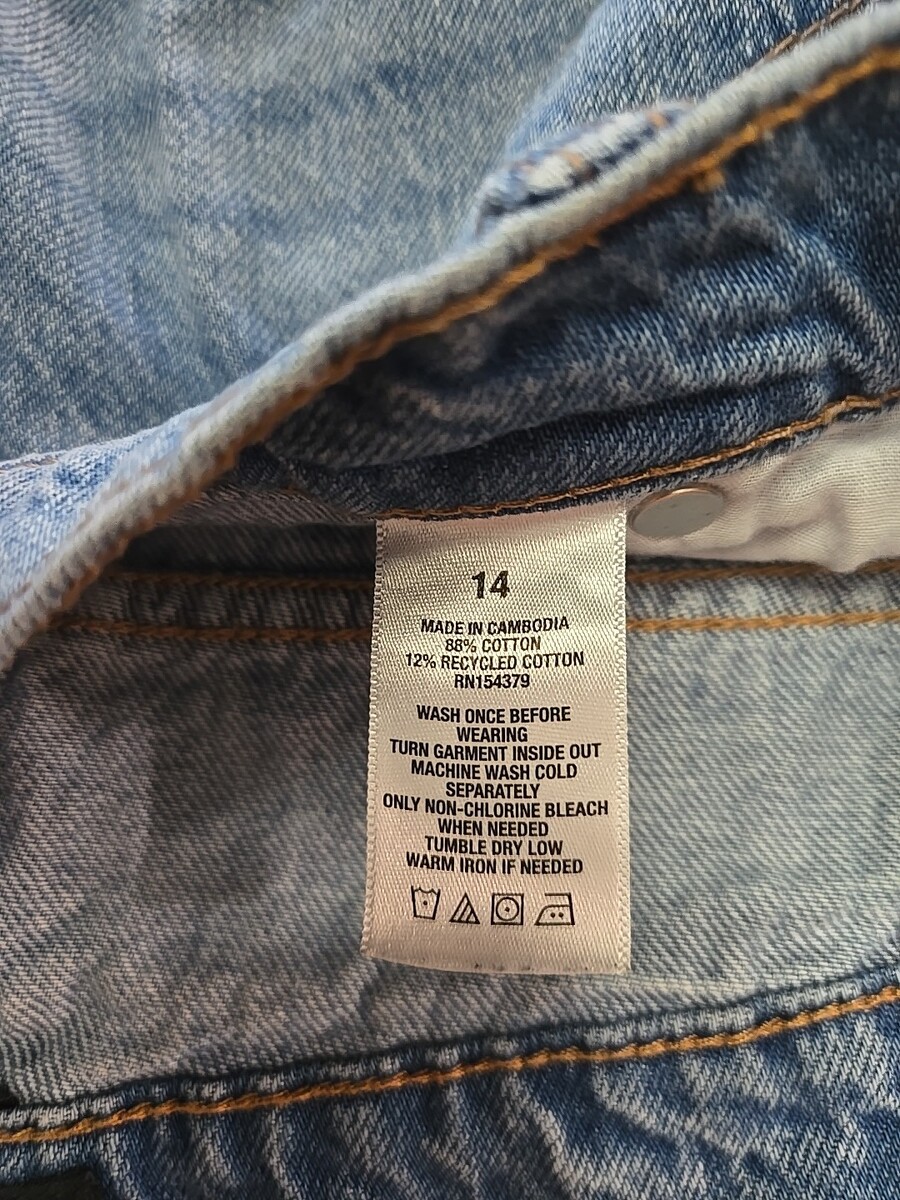 14
MADE IN CAMBODIA
88% COTTON
12% RECYCLED COTTON
RN154379
WASH ONCE BEFORE
WEARING
TURN GARMENT INSIDE OUT
MACHINE WASH COLD
SEPARATELY
ONLY NON-CHLORINE BLEACH
WHEN NEEDED
TUMBLE DRY LOW
WARM IRON IF NEEDED